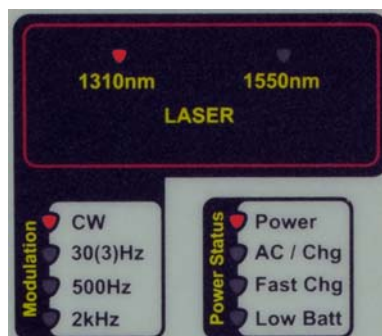 1310nm 1550nm
LASER
Modulation
CW
30(3)Hz
500Hz
2kHz
Power Status
Power
AC / Chg
Fast Chg
Low Batt